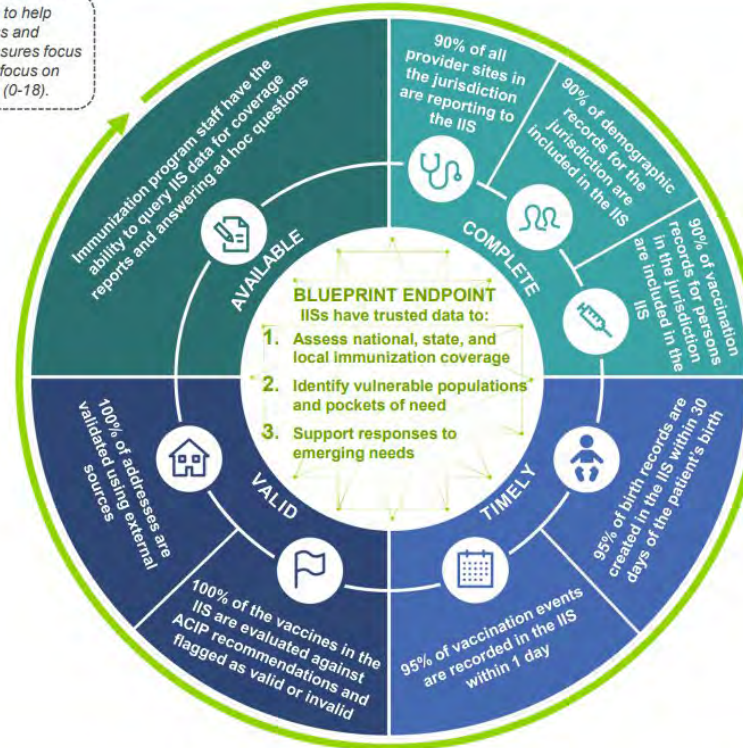 to help
s and
sures focus
focus on
(0-18).
90% of all
provider sites in
the jurisdiction
are reporting to
the IIS
90% of demographic
records for the
jurisdiction are
included in the IIS
90% of vaccination
records for persons
in the jurisdiction
are included in the
IIS
COMPLETE
95% of birth records are
created in the IIS within 30
days of the patient's birth
95% of vaccination events
are recorded in the IIS
within 1 day
TIMELY
100% of the vaccines in the
IIS are evaluated against
ACIP recommendations and
flagged as valid or invalid
100% of addresses are
validated using external
sources
VALID
Immunization program staff have the
ability to query IIS data for coverage
reports and answering ad hoc questions
AVAILABLE
BLUEPRINT ENDPOINT
IISs have trusted data to:
1. Assess national, state, and
local immunization coverage
2. Identify vulnerable populations
and pockets of need
3. Support responses to
emerging needs